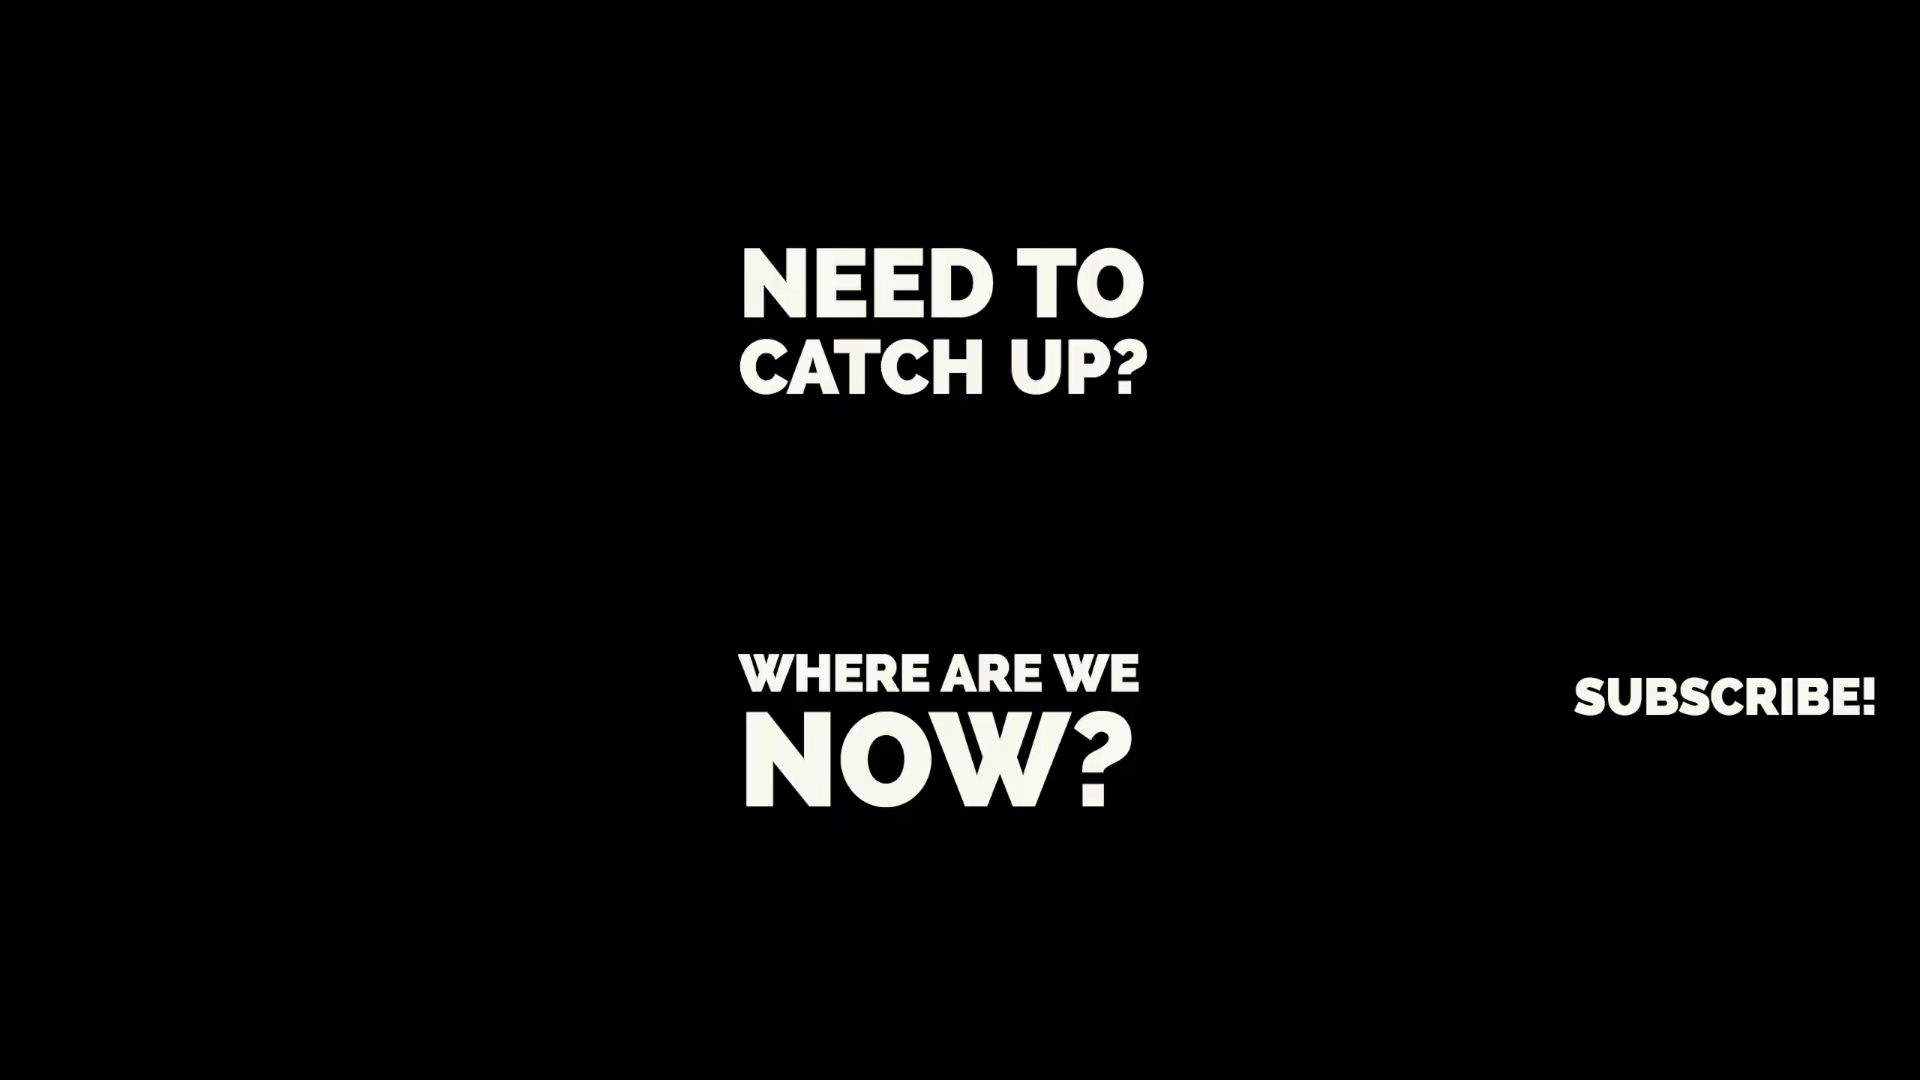 NEED TO
CATCH UP?
WHERE ARE WE
NOW?
SUBSCRIBE!